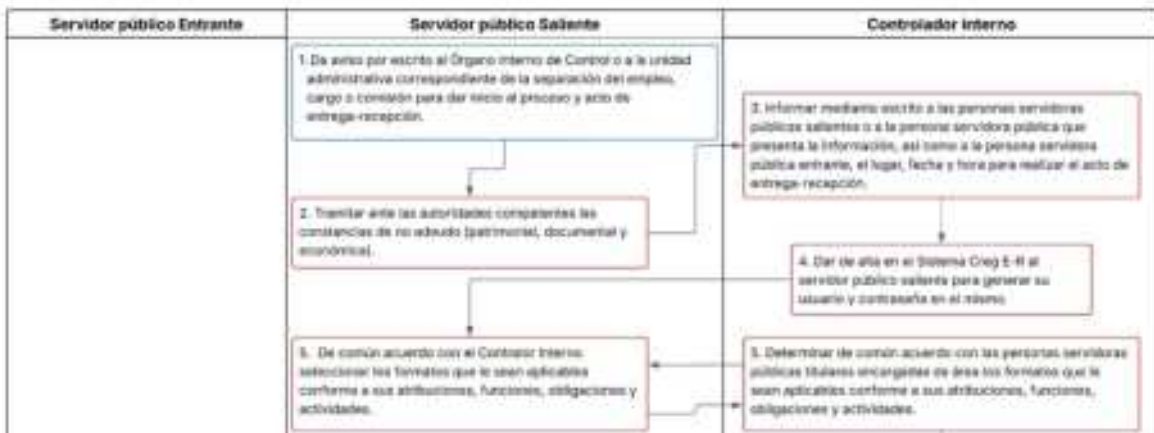 Servidor público Entrante
Servidor público Saliente
Controlador interno
1. Da aviso por escrito al Órgano Interno de Control o a la unidad
administrativa correspondiente de la separación del empleo,
cargo o comisión para dar inicio al proceso y acto de
entrega-recepción.
2. Tramitar ante las autoridades competentes las
constancias de no adeudo (patrimonial, documental y
económica).
3. Informar mediante escrito a las personas servidoras
públicas salientes o a la persona servidora pública que
presenta la información, así como a la persona servidora
pública entrante, el lugar, fecha y hora para realizar el acto de
entrega-recepción.
4. Dar de alta en el Sistema Creg E-R al
servidor público saliente para generar su
usuario y contraseña en el mismo
5. De común acuerdo con el Contralor Interno
seleccionar los formatos que le sean aplicables
conforme a sus atribuciones, funciones, obligaciones y
actividades.
5. Determinar de común acuerdo con las personas servidoras
públicas titulares encargadas de área los formatos que le
sean aplicables conforme a sus atribuciones, funciones,
obligaciones y actividades.